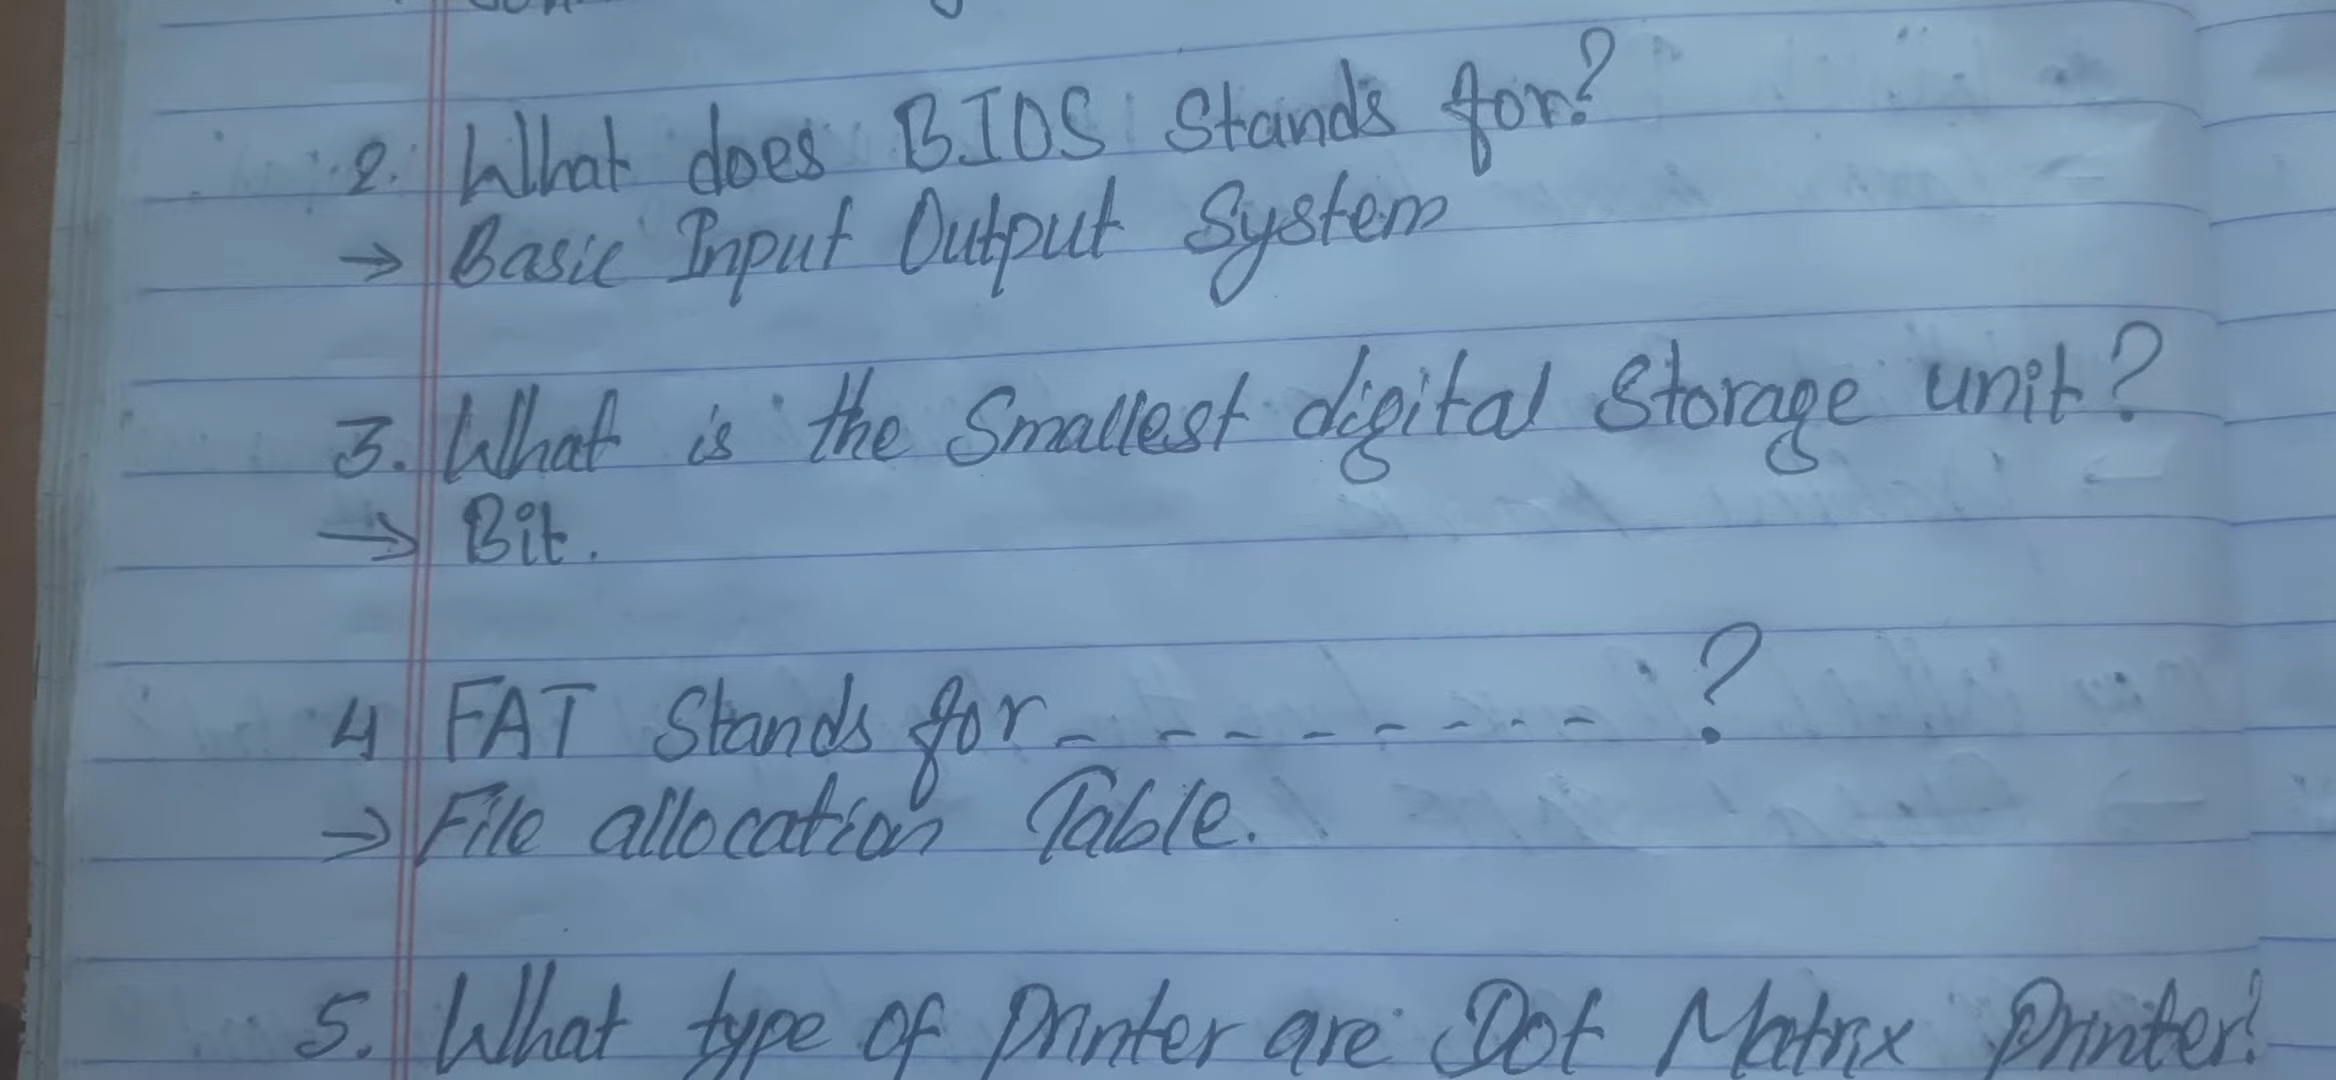 2. What does BIOS Stands for?
→ Basic Input Output System
3. What is the Smallest digital Storage unit?
→ Bit.
4 FAT Stands for - - - - - - - - ?
→ File allocation Table.
5. What type of Printer are Dot Matrix Printer?